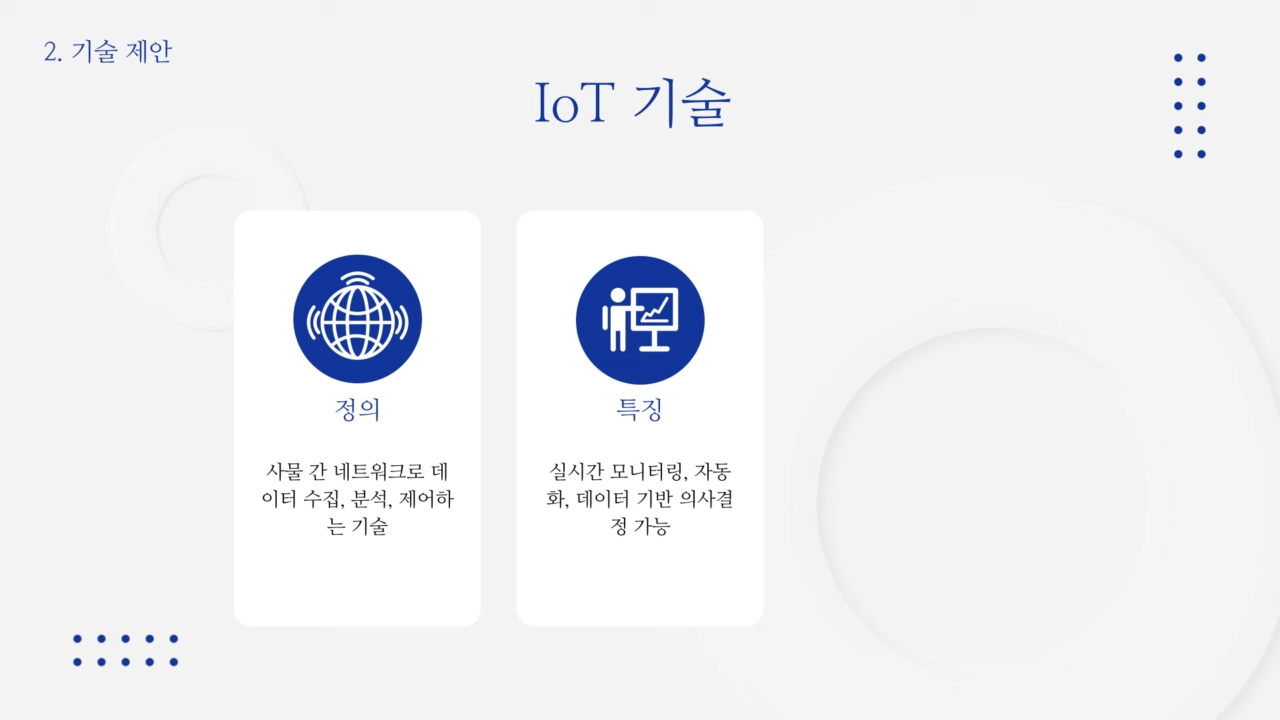 2. 기술 제안
IoT 기술
정의
사물 간 네트워크로 데
이터 수집, 분석, 제어하
는 기술
특징
실시간 모니터링, 자동
화, 데이터 기반 의사결
정 가능